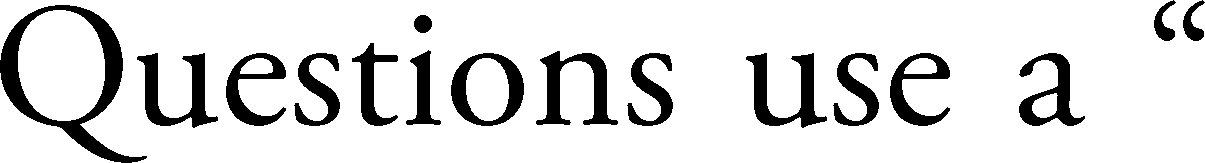 Questions use a “